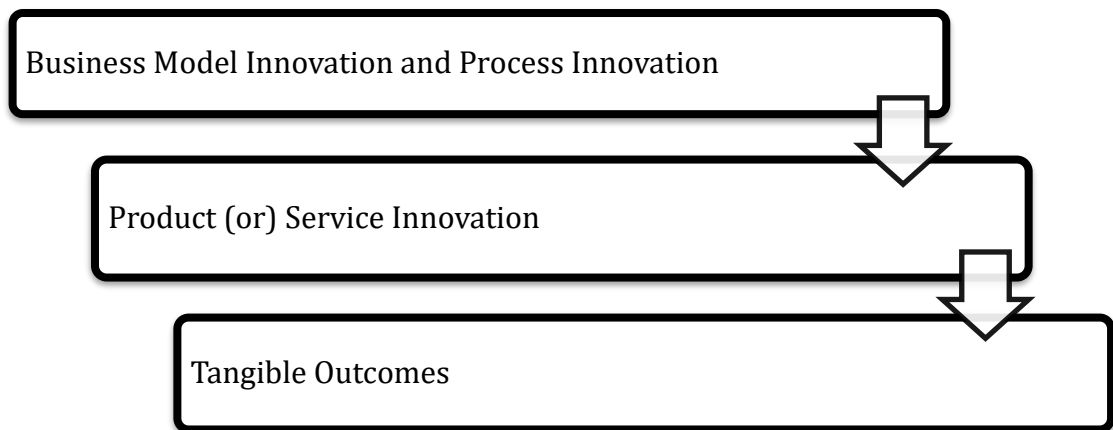 Business Model Innovation and Process Innovation
Product (or) Service Innovation
Tangible Outcomes